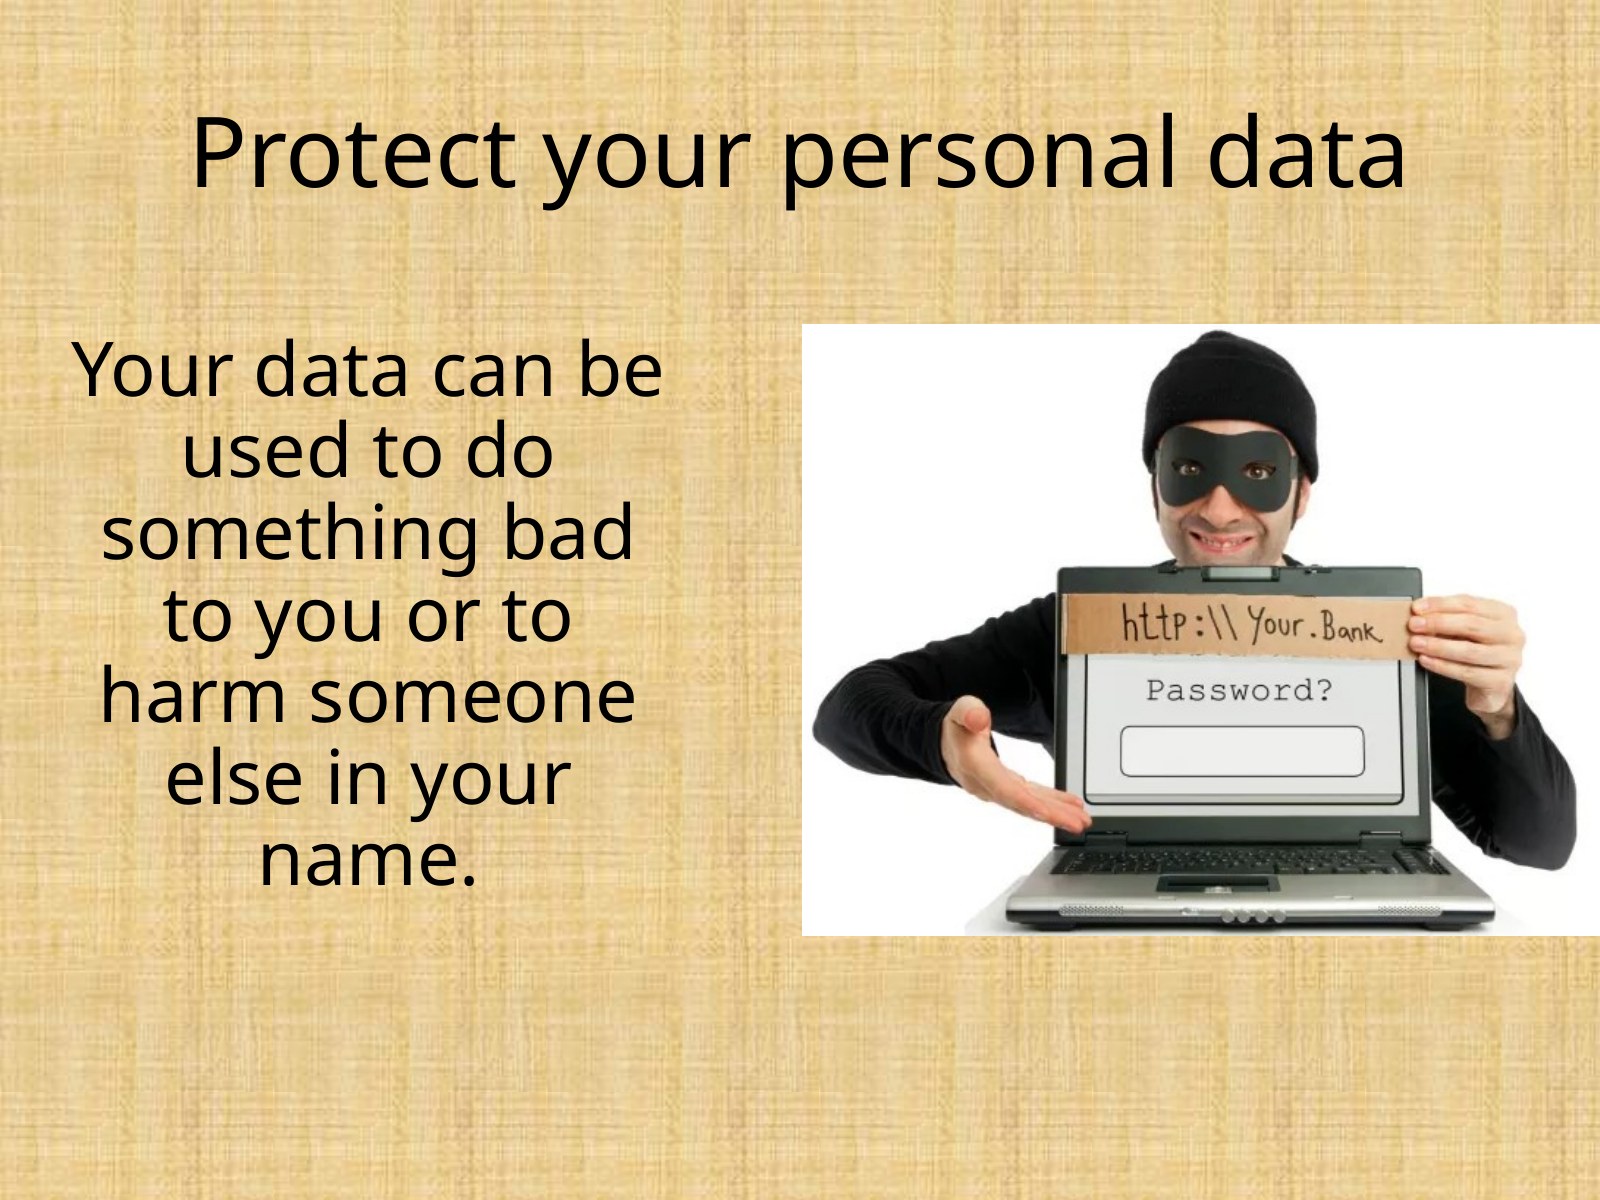 Protect your personal data
Your data can be
used to do
something bad
to you or to
harm someone
else in your
name.
http:\\ Your.Bank
Password?